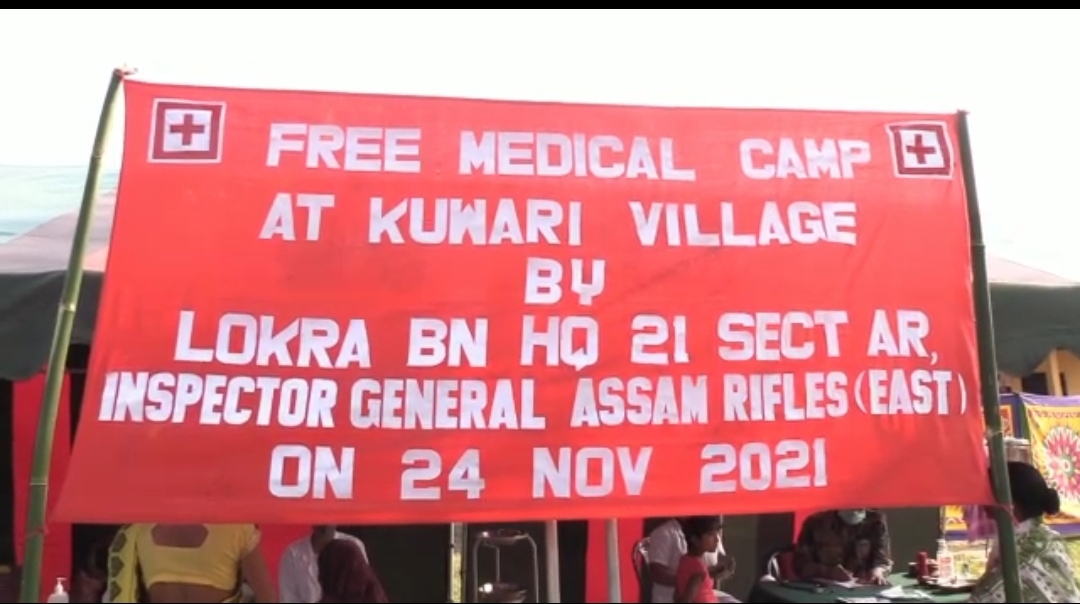 FREE MEDICAL CAMP
AT KUWARI VILLAGE
BY
LOKRA BN HQ 21 SECT AR,
INSPECTOR GENERAL ASSAM RIFLES (EAST)
ON 24 NOV 2021